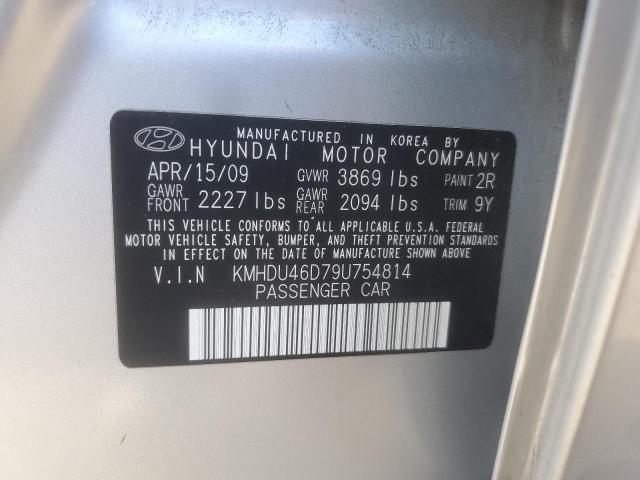 MANUFACTURED IN KOREA BY
HYUNDAI MOTOR COMPANY
APR/15/09 GVWR 3869 lbs PAINT 2R
GAWR FRONT 2227 lbs GAWR REAR 2094 lbs TRIM 9Y
THIS VEHICLE CONFORMS TO ALL APPLICABLE U.S.A. FEDERAL
MOTOR VEHICLE SAFETY, BUMPER, AND THEFT PREVENTION STANDARDS
IN EFFECT ON THE DATE OF MANUFACTURE SHOWN ABOVE.
V.I.N KMHDU46D79U754814
PASSENGER CAR